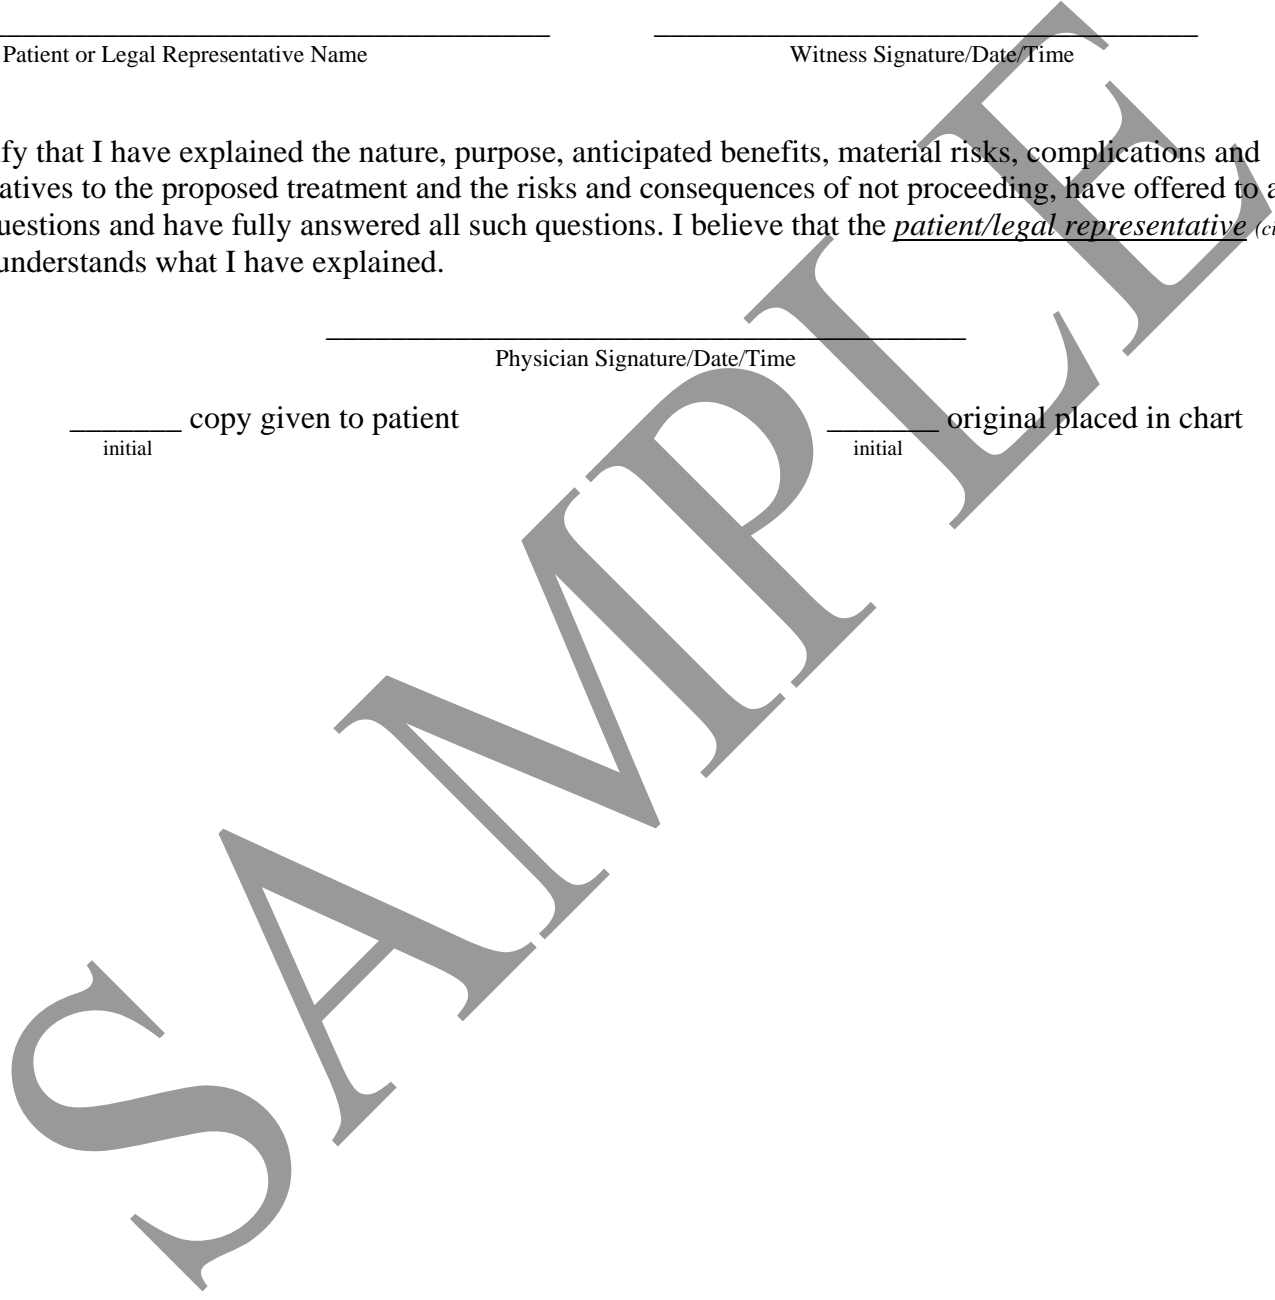 Patient or Legal Representative Name Witness Signature/Date/Time
ify that I have explained the nature, purpose, anticipated benefits, material risks, complications and
atives to the proposed treatment and the risks and consequences of not proceeding, have offered to a
uestions and have fully answered all such questions. I believe that the patient/legal representative (ci
understands what I have explained.
Physician Signature/Date/Time
_______ copy given to patient _______ original placed in chart
initial initial
SAMPLE